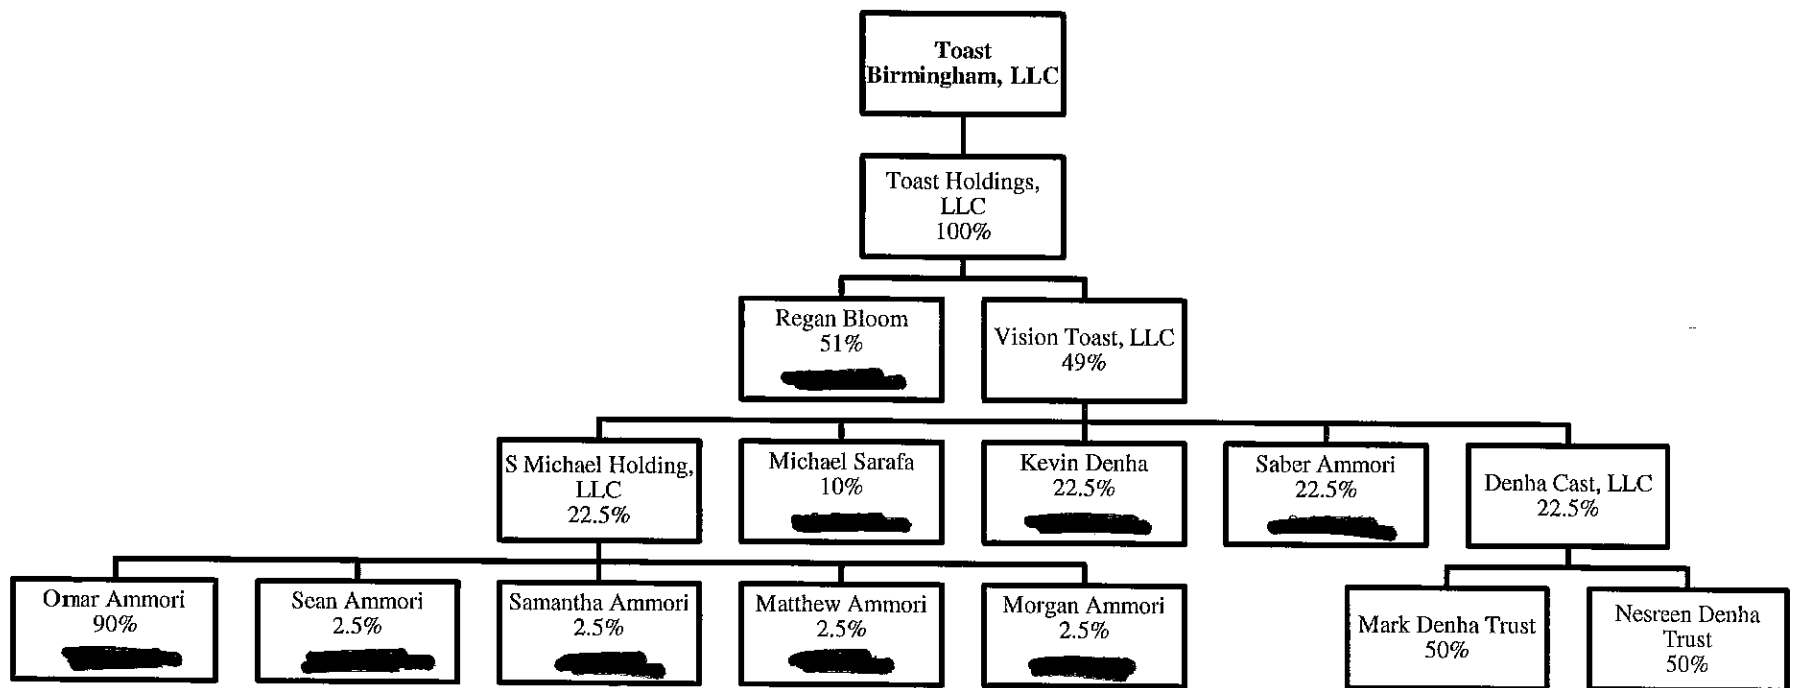 Toast
Birmingham, LLC
Toast Holdings,
LLC
100%
Regan Bloom
51%
Vision Toast, LLC
49%
S Michael Holding,
LLC
22.5%
Michael Sarafa
10%
Kevin Denha
22.5%
Saber Ammori
22.5%
Denha Cast, LLC
22.5%
Omar Ammori
90%
Sean Ammori
2.5%
Samantha Ammori
2.5%
Matthew Ammori
2.5%
Morgan Ammori
2.5%
Mark Denha Trust
50%
Nesreen Denha
Trust
50%